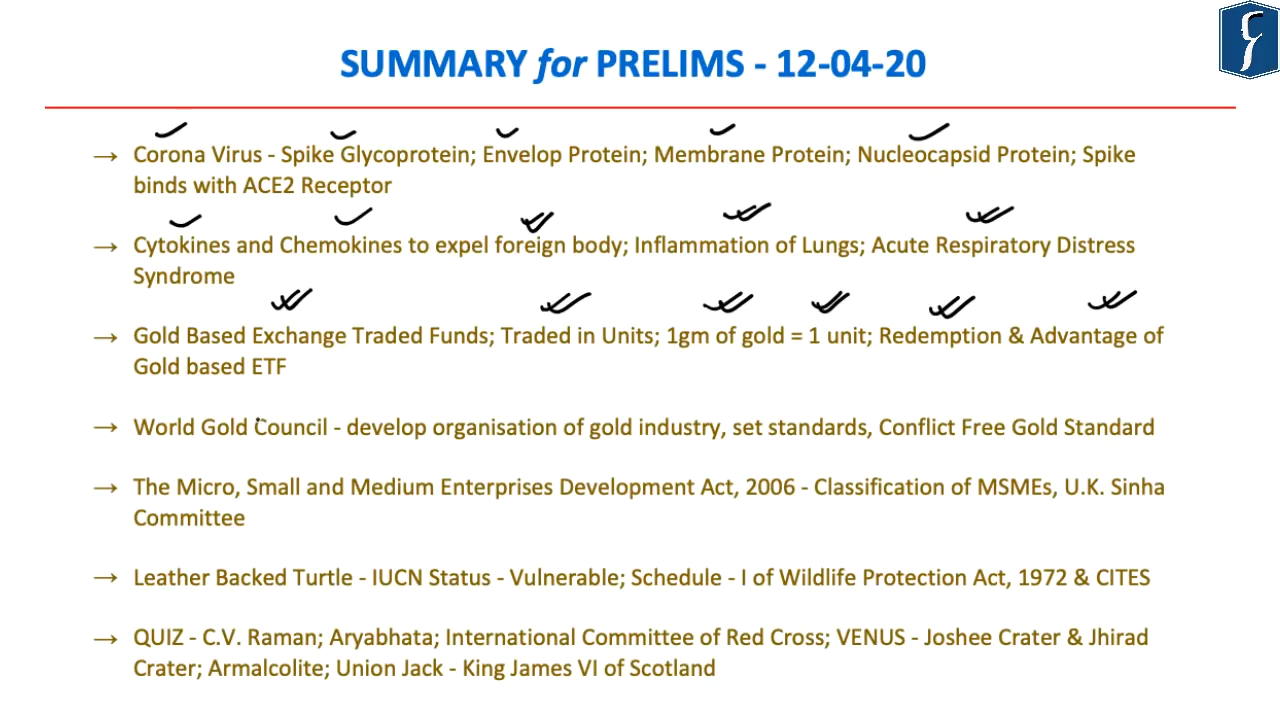 SUMMARY for PRELIMS - 12-04-20
→ Corona Virus - Spike Glycoprotein; Envelop Protein; Membrane Protein; Nucleocapsid Protein; Spike
binds with ACE2 Receptor
→ Cytokines and Chemokines to expel foreign body; Inflammation of Lungs; Acute Respiratory Distress
Syndrome
→ Gold Based Exchange Traded Funds; Traded in Units; 1gm of gold = 1 unit; Redemption & Advantage of
Gold based ETF
→ World Gold Council - develop organisation of gold industry, set standards, Conflict Free Gold Standard
→ The Micro, Small and Medium Enterprises Development Act, 2006 - Classification of MSMEs, U.K. Sinha
Committee
→ Leather Backed Turtle - IUCN Status - Vulnerable; Schedule - I of Wildlife Protection Act, 1972 & CITES
→ QUIZ - C.V. Raman; Aryabhata; International Committee of Red Cross; VENUS - Joshee Crater & Jhirad
Crater; Armalcolite; Union Jack - King James VI of Scotland